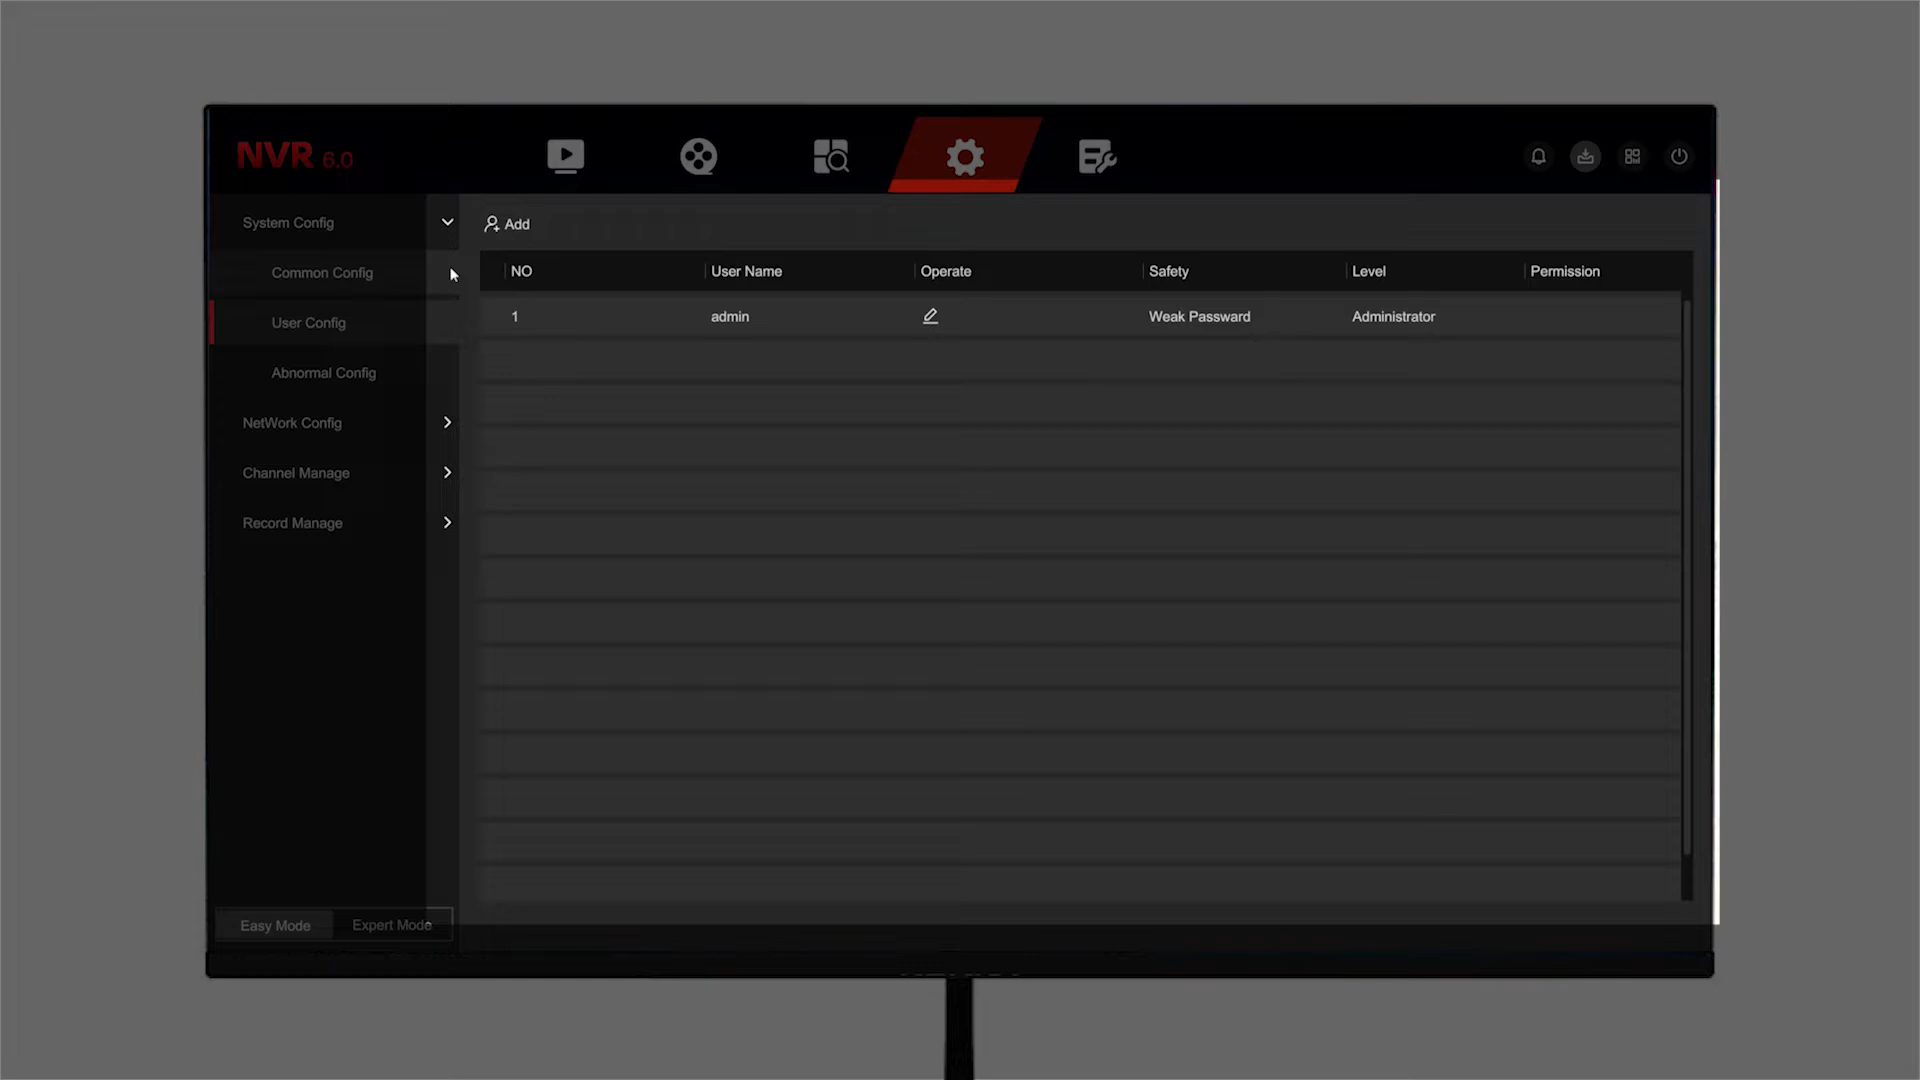 NVR 6.0
System Config
Add
Common Config
NO
User Name
Operate
Safety
Level
Permission
1
admin
Weak Passward
Administrator
User Config
Abnormal Config
NetWork Config
Channel Manage
Record Manage
Easy Mode
Expert Mode